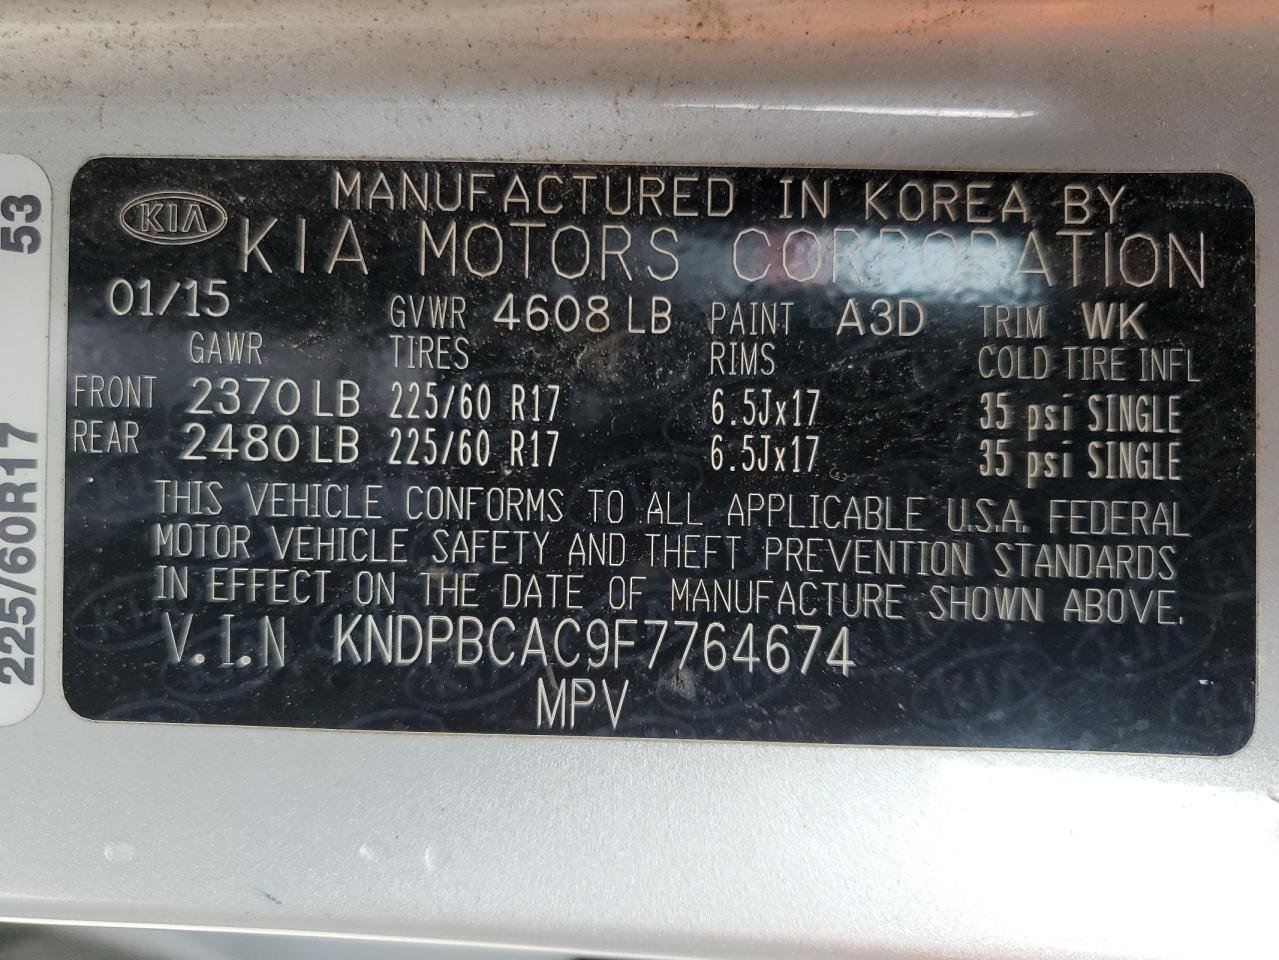 MANUFACTURED IN KOREA BY
KIA KIA MOTORS CORPORATION
01/15 GVWR 4608 LB PAINT A3D TRIM WK
GAWR TIRES RIMS COLD TIRE INFL
FRONT 2370 LB 225/60 R17 6.5Jx17 35 psi SINGLE
REAR 2480 LB 225/60 R17 6.5Jx17 35 psi SINGLE
THIS VEHICLE CONFORMS TO ALL APPLICABLE U.S.A. FEDERAL
MOTOR VEHICLE SAFETY AND THEFT PREVENTION STANDARDS
IN EFFECT ON THE DATE OF MANUFACTURE SHOWN ABOVE.
V.I.N KNDPBCAC9F7764674
MPV
225/60R17 53